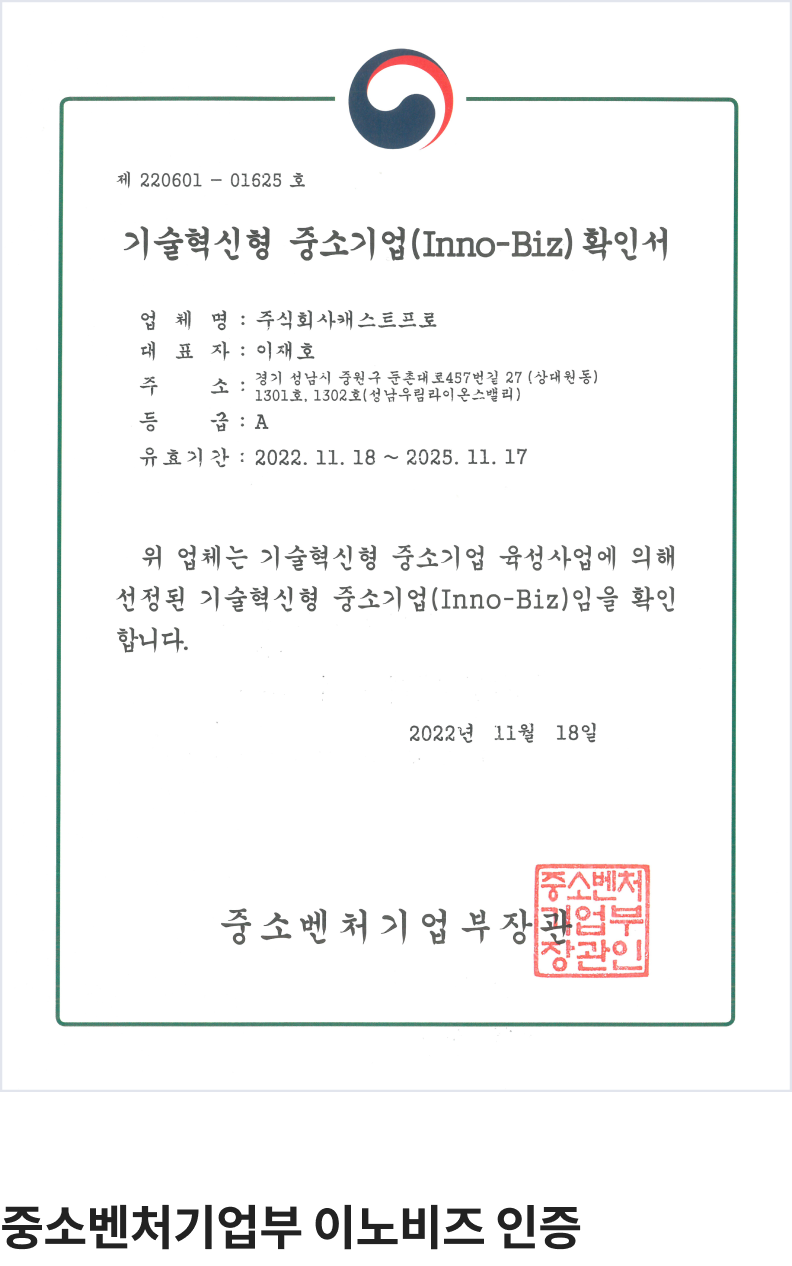 제 220601 - 01625 호
기술혁신형 중소기업(Inno-Biz) 확인서
업 체 명 : 주식회사캐스트프로
대 표 자 : 이재호
주 소 : 경기 성남시 중원구 둔촌대로457번길 27 (상대원동)
1301호, 1302호(성남우림라이온스밸리)
등 급 : A
유효기간 : 2022. 11. 18 ~ 2025. 11. 17
위 업체는 기술혁신형 중소기업 육성사업에 의해
선정된 기술혁신형 중소기업(Inno-Biz)임을 확인
합니다.
2022년 11월 18일
중소벤처기업부장관
중소벤처
기업부
장관인
중소벤처기업부 이노비즈 인증